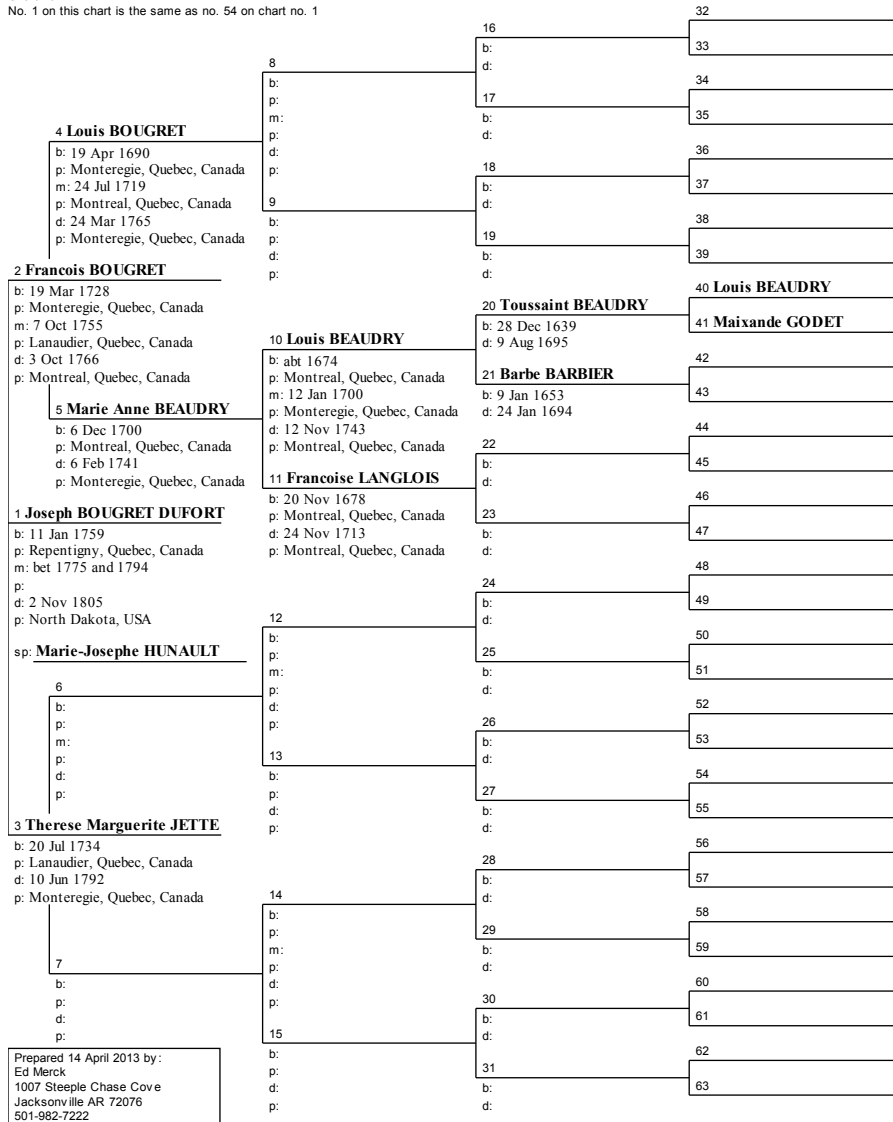 No. 1 on this chart is the same as no. 54 on chart no. 1
4 Louis BOUGRET
b: 19 Apr 1690
p: Monteregie, Quebec, Canada
m: 24 Jul 1719
p: Montreal, Quebec, Canada
d: 24 Mar 1765
p: Monteregie, Quebec, Canada
2 Francois BOUGRET
b: 19 Mar 1728
p: Monteregie, Quebec, Canada
m: 7 Oct 1755
p: Lanaudier, Quebec, Canada
d: 3 Oct 1766
p: Montreal, Quebec, Canada
5 Marie Anne BEAUDRY
b: 6 Dec 1700
p: Montreal, Quebec, Canada
d: 6 Feb 1741
p: Monteregie, Quebec, Canada
1 Joseph BOUGRET DUFORT
b: 11 Jan 1759
p: Repentigny, Quebec, Canada
m: bet 1775 and 1794
p:
d: 2 Nov 1805
p: North Dakota, USA
sp: Marie-Josephe HUNAULT
6
b:
p:
m:
p:
d:
p:
3 Therese Marguerite JETTE
b: 20 Jul 1734
p: Lanaudier, Quebec, Canada
d: 10 Jun 1792
p: Monteregie, Quebec, Canada
7
b:
p:
d:
p:
Prepared 14 April 2013 by:
Ed Merck
1007 Steeple Chase Cove
Jacksonville AR 72076
501-982-7222
8
b:
p:
m:
p:
d:
p:
9
b:
p:
d:
p:
10 Louis BEAUDRY
b: abt 1674
p: Montreal, Quebec, Canada
m: 12 Jan 1700
p: Monteregie, Quebec, Canada
d: 12 Nov 1743
p: Montreal, Quebec, Canada
11 Francoise LANGLOIS
b: 20 Nov 1678
p: Montreal, Quebec, Canada
d: 24 Nov 1713
p: Montreal, Quebec, Canada
12
b:
p:
m:
p:
d:
p:
13
b:
p:
d:
p:
14
b:
p:
m:
p:
d:
p:
15
b:
p:
d:
p:
16
b:
d:
17
b:
d:
18
b:
d:
19
b:
d:
20 Toussaint BEAUDRY
b: 28 Dec 1639
d: 9 Aug 1695
21 Barbe BARBIER
b: 9 Jan 1653
d: 24 Jan 1694
22
b:
d:
23
b:
d:
24
b:
d:
25
b:
d:
26
b:
d:
27
b:
d:
28
b:
d:
29
b:
d:
30
b:
d:
31
b:
d:
32
33
34
35
36
37
38
39
40 Louis BEAUDRY
41 Maixande GODET
42
43
44
45
46
47
48
49
50
51
52
53
54
55
56
57
58
59
60
61
62
63